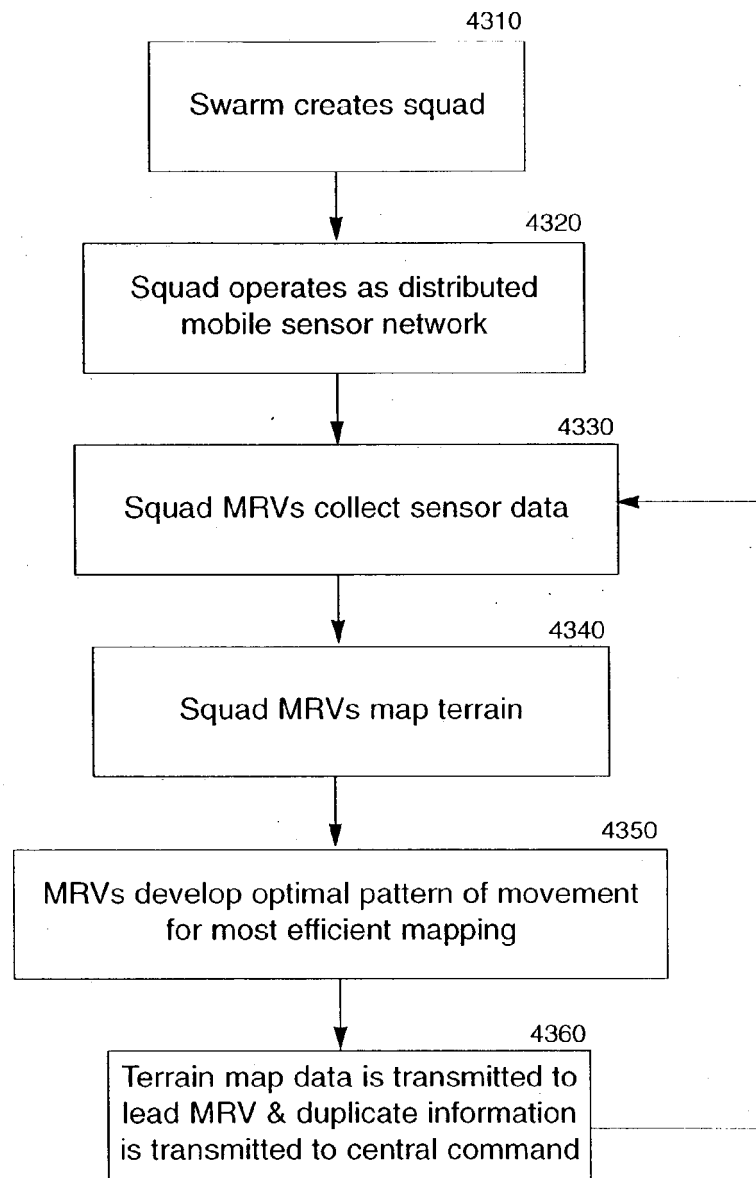 4310
Swarm creates squad
4320
Squad operates as distributed
mobile sensor network
4330
Squad MRVs collect sensor data
4340
Squad MRVs map terrain
4350
MRVs develop optimal pattern of movement
for most efficient mapping
4360
Terrain map data is transmitted to
lead MRV & duplicate information
is transmitted to central command